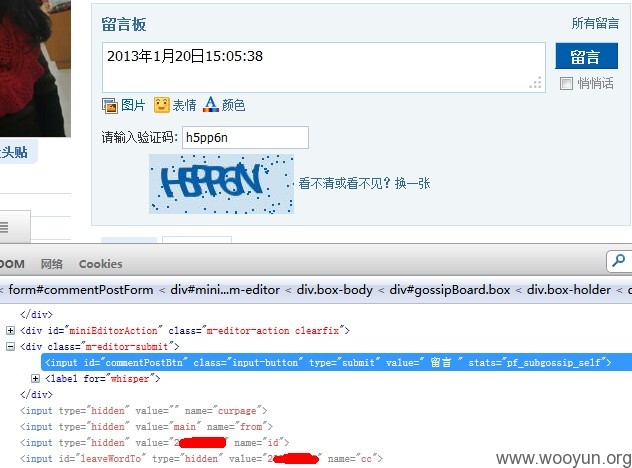 留言板 所有留言
2013年1月20日15:05:38 留言
悄悄话
头贴 图片 表情 颜色
请输入验证码: h5pp6n
H5PP6N 看不清或看不见？换一张
DOM 网络 Cookies
< form#commentPostForm < div#mini...m-editor < div.box-body < div#gossipBoard.box < div.box-holder <
</div>
<div id="miniEditorAction" class="m-editor-action clearfix">
<div class="m-editor-submit">
<input id="commentPostBtn" class="input-button" type="submit" value=" 留言 " stats="pf_subgossip_self">
<label for="whisper">
</div>
<input type="hidden" value="" name="curpage">
<input type="hidden" value="main" name="from">
<input type="hidden" value="2 name="id">
<input id="leaveWordTo" type="hidden" value="2 name="cc">
www.wooyun.org